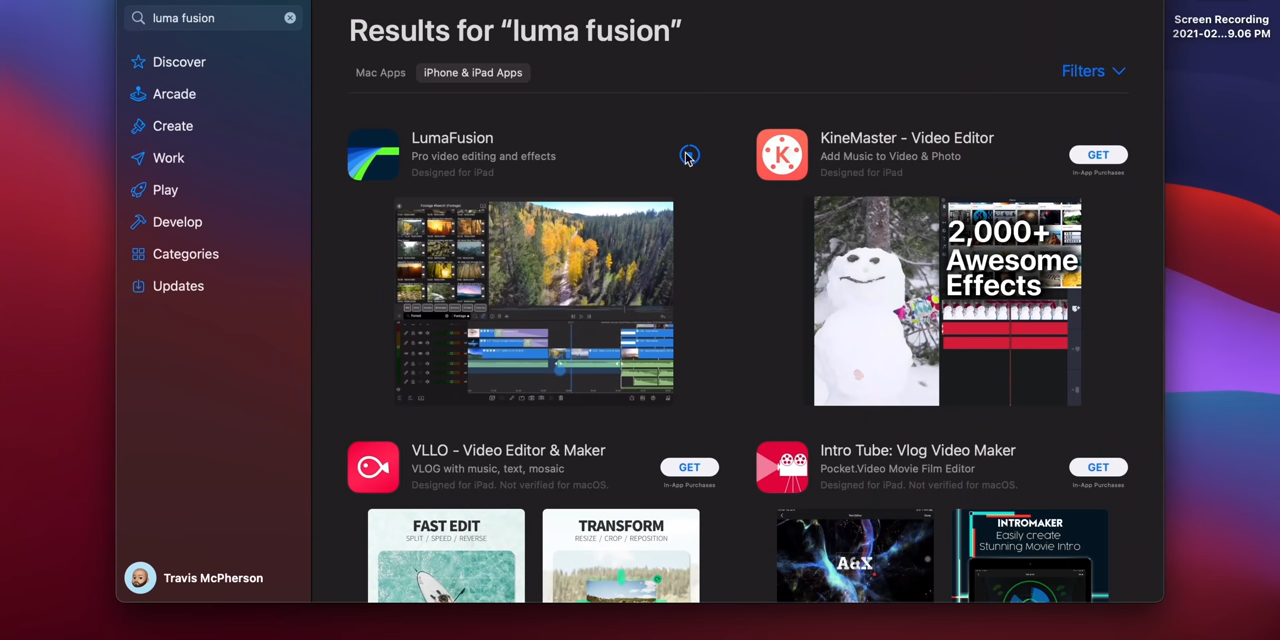 Screen Recording
2021-02...9.06 PM
luma fusion
Discover
Arcade
Create
Work
Play
Develop
Categories
Updates
Travis McPherson
Results for “luma fusion”
Mac Apps
iPhone & iPad Apps
Filters
LumaFusion
Pro video editing and effects
Designed for iPad
KineMaster - Video Editor
Add Music to Video & Photo
Designed for iPad
GET
In-App Purchases
2,000+
Awesome
Effects
VLLO - Video Editor & Maker
VLOG with music, text, mosaic
Designed for iPad. Not verified for macOS.
GET
In-App Purchases
Intro Tube: Vlog Video Maker
Pocket.Video Movie Film Editor
Designed for iPad. Not verified for macOS.
GET
In-App Purchases
FAST EDIT
SPLIT / SPEED / REVERSE
TRANSFORM
RESIZE / CROP / REPOSITION
A&X
INTROMAKER
Easily create
Stunning Movie Intro